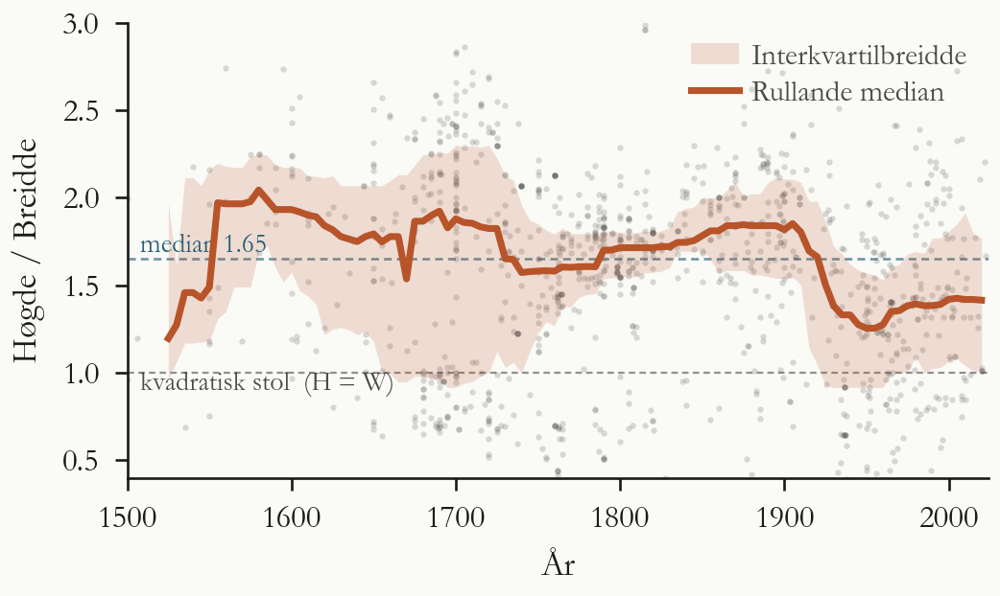 3.0
Interkvartilbreidde
Rullande median
2.5
2.0
median 1.65
1.5
1.0
kvadratisk stol (H = W)
0.5
Høgde / Breidde
1500 1600 1700 1800 1900 2000
År